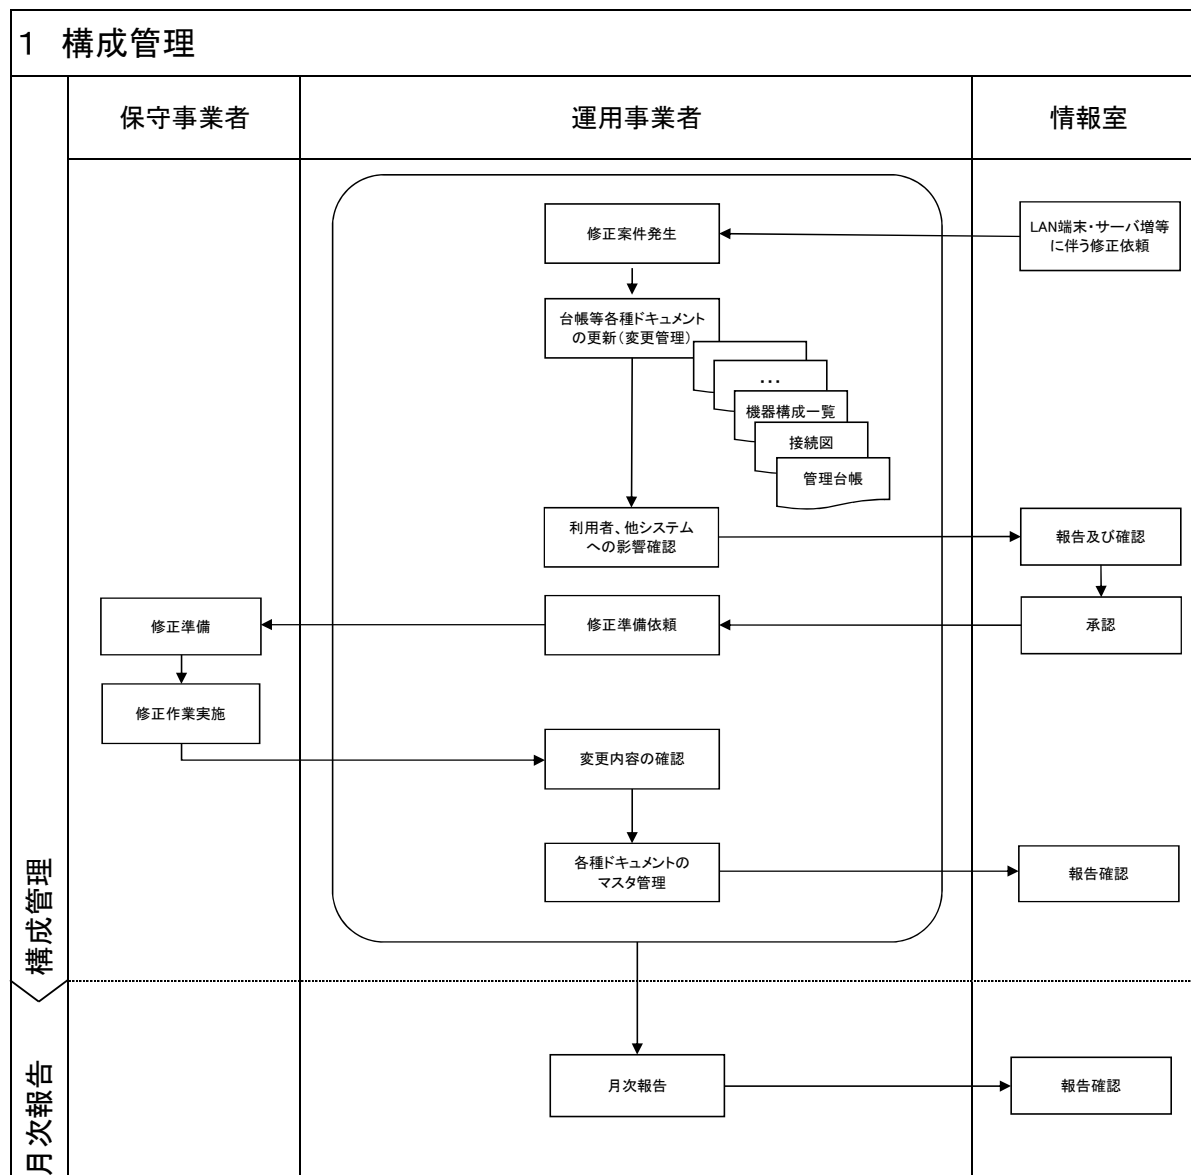 1 構成管理
保守事業者
運用事業者
情報室
修正案件発生
LAN端末・サーバ増等
に伴う修正依頼
台帳等各種ドキュメント
の更新（変更管理）
…
機器構成一覧
接続図
管理台帳
利用者、他システム
への影響確認
報告及び確認
修正準備
修正準備依頼
承認
修正作業実施
変更内容の確認
各種ドキュメントの
マスタ管理
報告確認
構成管理
月次報告
報告確認
月次報告